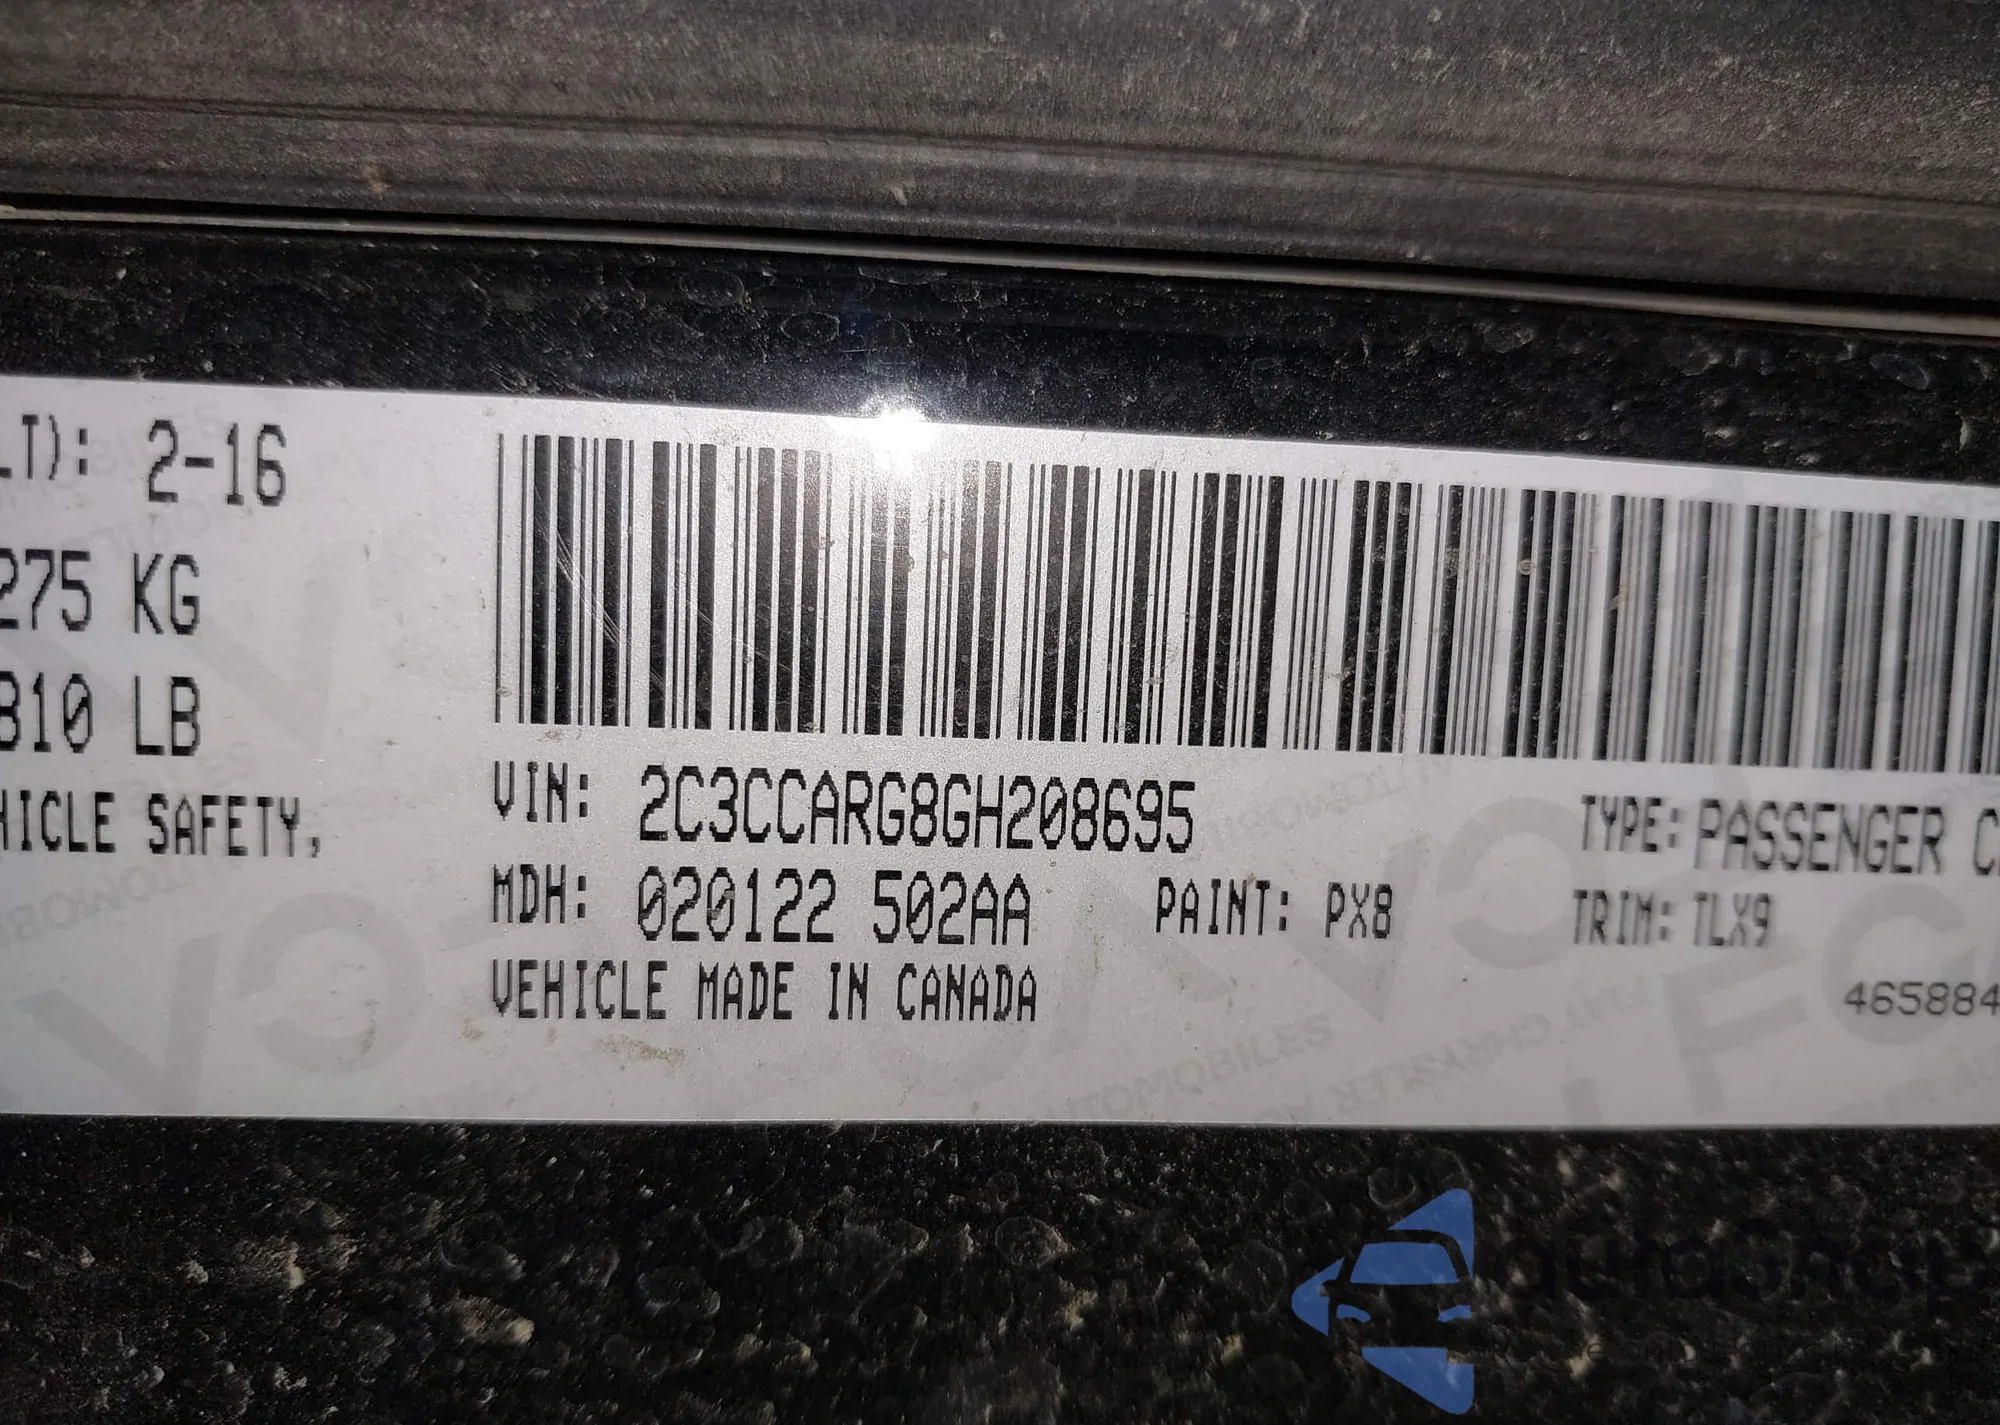 LT): 2-16
275 KG
810 LB
HICLE SAFETY,
VIN: 2C3CCARG8GH208695
TYPE: PASSENGER C
MDH: 020122 502AA
PAINT: PX8
TRIM: TLX9
VEHICLE MADE IN CANADA
465884